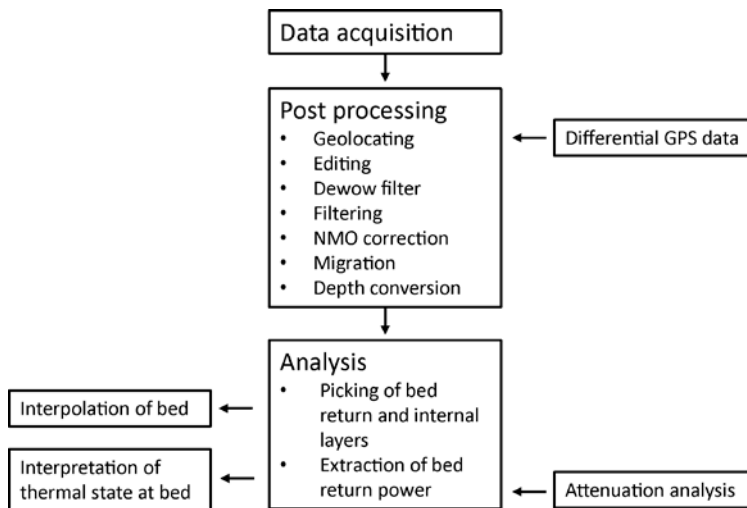 Data acquisition
Post processing
• Geolocating
• Editing
• Dewow filter
• Filtering
• NMO correction
• Migration
• Depth conversion
Differential GPS data
Analysis
• Picking of bed
return and internal
layers
• Extraction of bed
return power
Interpolation of bed
Interpretation of
thermal state at bed
Attenuation analysis